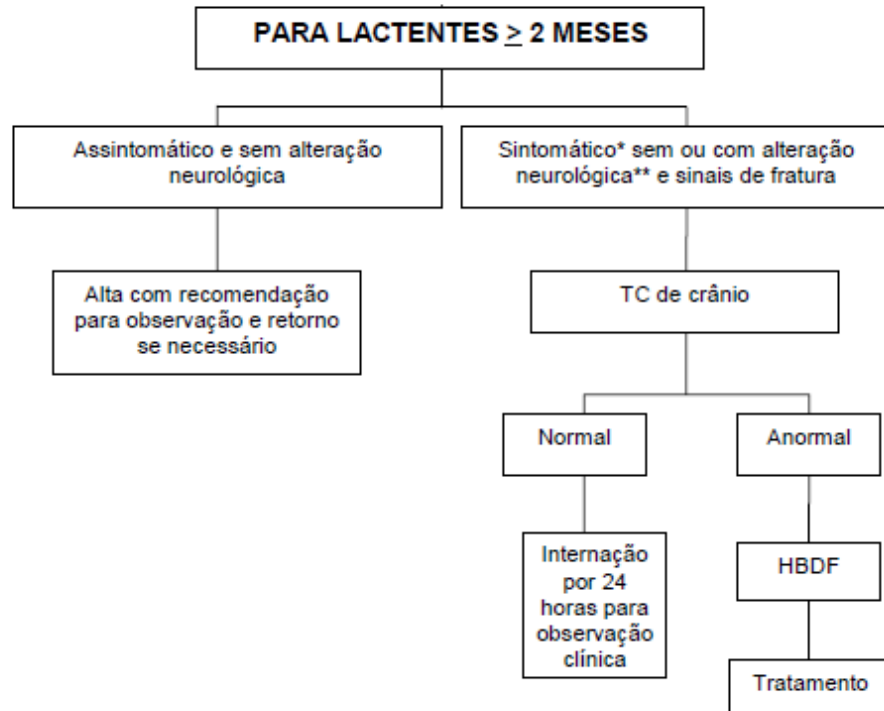 PARA LACTENTES ≥ 2 MESES
Assintomático e sem alteração
neurológica
Sintomático* sem ou com alteração
neurológica** e sinais de fratura
Alta com recomendação
para observação e retorno
se necessário
TC de crânio
Normal
Anormal
Internação
por 24
horas para
observação
clínica
HBDF
Tratamento